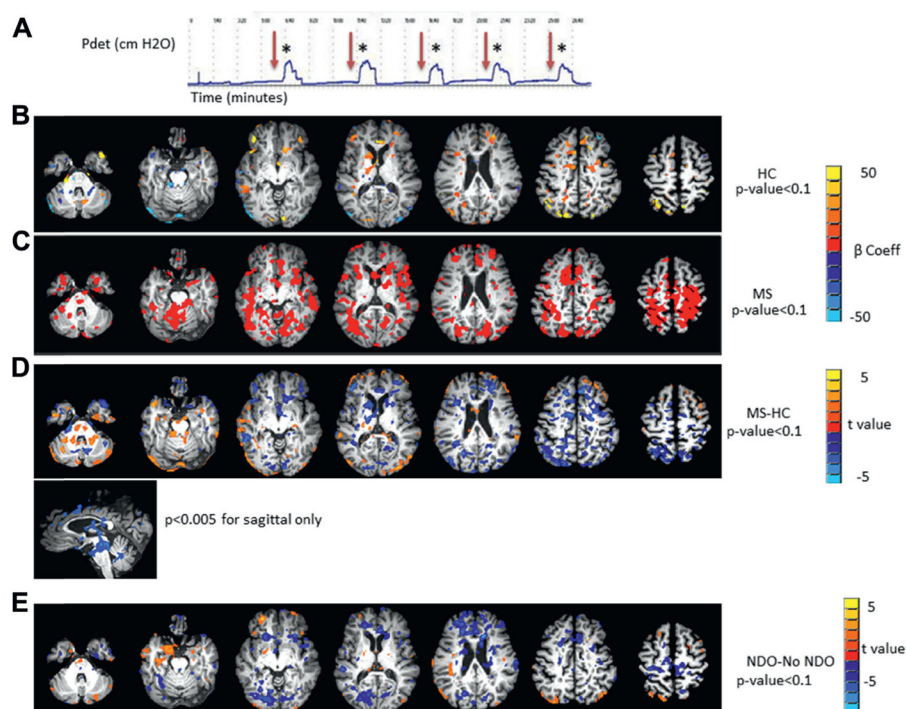 A
Pdet (cm H2O)
* * * * *
Time (minutes)
B
HC
p-value<0.1
50
β Coeff
-50
C
MS
p-value<0.1
D
MS-HC
p-value<0.1
5
t value
-5
p<0.005 for sagittal only
E
NDO-No NDO
p-value<0.1
5
t value
-5